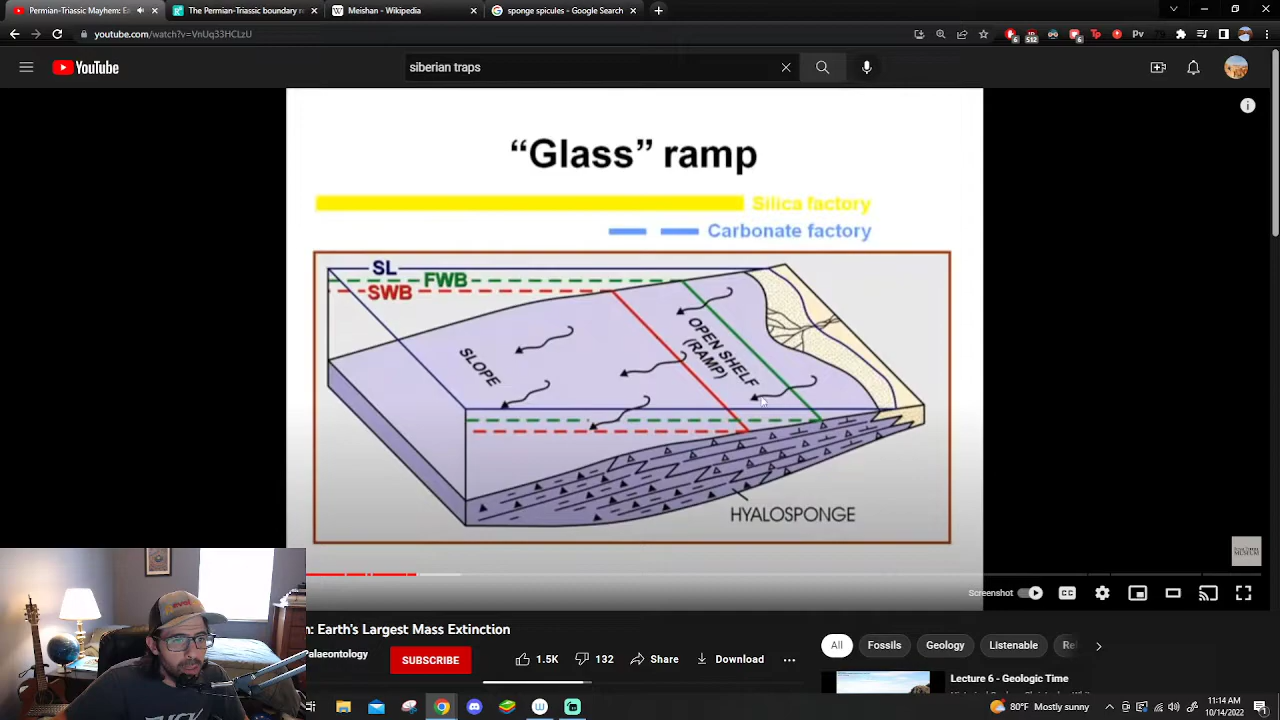 Permian-Triassic Mayhem: Ea
The Permian-Triassic boundary r
Meishan - Wikipedia
sponge spicules - Google Search
youtube.com/watch?v=VnUq33HCLzU
YouTube
siberian traps
“Glass” ramp
Silica factory
Carbonate factory
SL
FWB
SWB
SLOPE
OPEN SHELF
(RAMP)
HYALOSPONGE
Screenshot
n: Earth's Largest Mass Extinction
Palaeontology
SUBSCRIBE
1.5K
132
Share
Download
All
Fossils
Geology
Listenable
Re
Lecture 6 - Geologic Time
80°F Mostly sunny
11:14 AM
10/14/2022